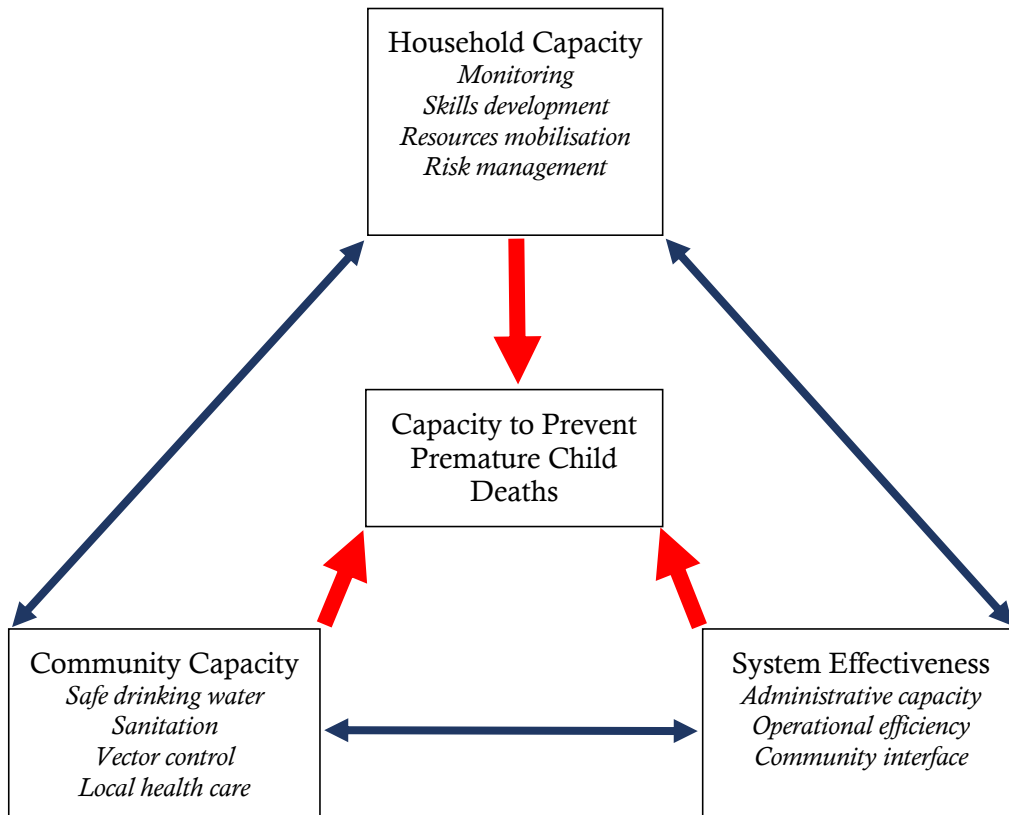 Household Capacity
Monitoring
Skills development
Resources mobilisation
Risk management
Capacity to Prevent
Premature Child
Deaths
Community Capacity
Safe drinking water
Sanitation
Vector control
Local health care
System Effectiveness
Administrative capacity
Operational efficiency
Community interface